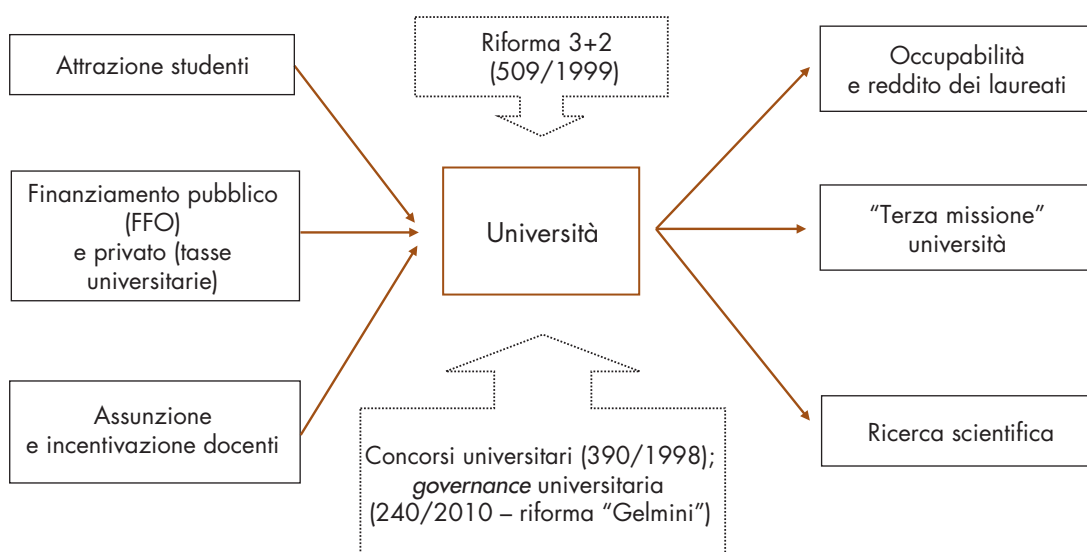 Attrazione studenti
Finanziamento pubblico
(FFO)
e privato (tasse
universitarie)
Assunzione
e incentivazione docenti
Riforma 3+2
(509/1999)
Università
Concorsi universitari (390/1998);
governance universitaria
(240/2010 – riforma “Gelmini”)
Occupabilità
e reddito dei laureati
“Terza missione”
università
Ricerca scientifica